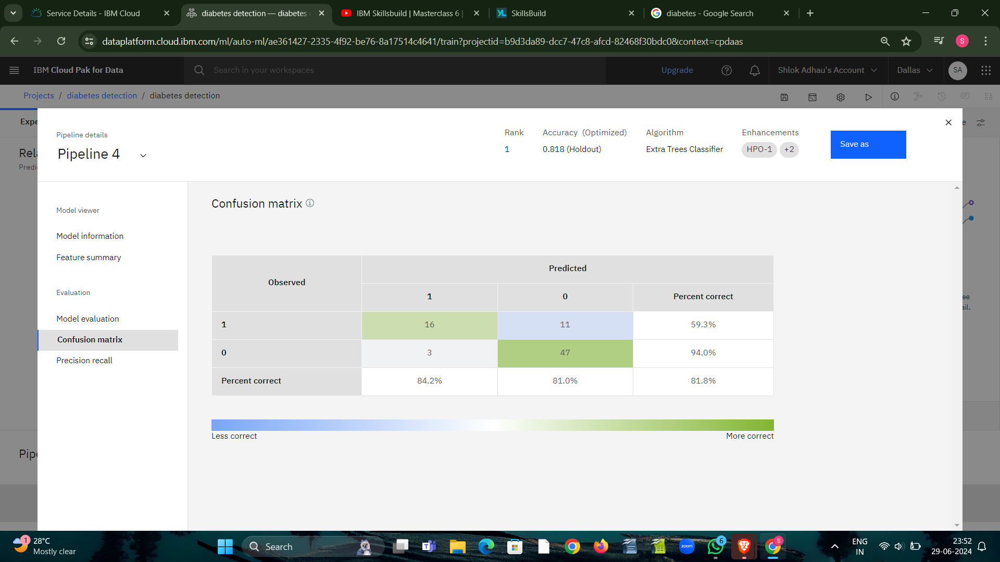 Service Details - IBM Cloud
diabetes detection — diabetes
IBM Skillsbuild | Masterclass 6 |
YL SkillsBuild
diabetes - Google Search
dataplatform.cloud.ibm.com/ml/auto-ml/ae361427-2335-4f92-be76-8a17514c4641/train?projectid=b9d3da89-dcc7-47c8-afcd-82468f30bdc0&context=cpdaas
S
IBM Cloud Pak for Data
Search in your workspaces
Upgrade
Shlok Adhau's Account
Dallas
SA
Projects / diabetes detection / diabetes detection
Expe
e
Rela
Predi
Pipeline details
Pipeline 4
Rank
1
Accuracy (Optimized)
0.818 (Holdout)
Algorithm
Extra Trees Classifier
Enhancements
HPO-1 +2
Save as
Model viewer
Model information
Feature summary
Evaluation
Model evaluation
Confusion matrix
Precision recall
Confusion matrix
Observed
Predicted
1 0 Percent correct
1 16 11 59.3%
0 3 47 94.0%
Percent correct 84.2% 81.0% 81.8%
Less correct
More correct
ee
ail.
Pipe
1
28°C
Mostly clear
Search
zoom
6
S
ENG
IN
23:52
29-06-2024